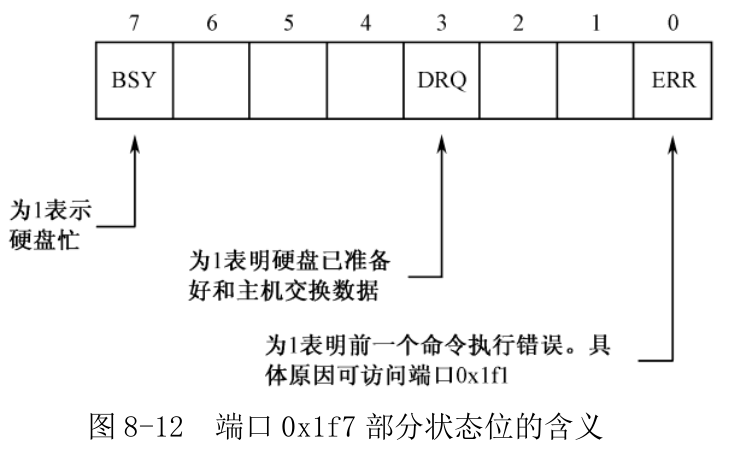 7 6 5 4 3 2 1 0
BSY DRQ ERR
为1表示
硬盘忙
为1表明硬盘已准备
好和主机交换数据
为1表明前一个命令执行错误。具
体原因可访问端口0x1f1
图 8-12 端口 0x1f7 部分状态位的含义